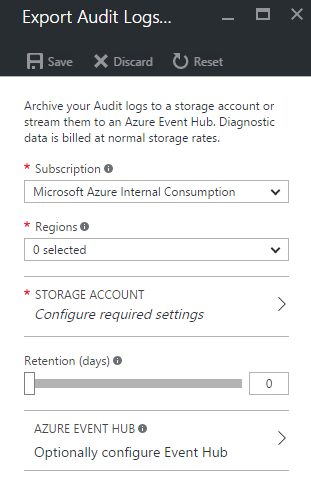 Export Audit Logs...
Save Discard Reset
Archive your Audit logs to a storage account or
stream them to an Azure Event Hub. Diagnostic
data is billed at normal storage rates.
* Subscription
Microsoft Azure Internal Consumption
* Regions
0 selected
* STORAGE ACCOUNT
Configure required settings
Retention (days)
0
AZURE EVENT HUB
Optionally configure Event Hub